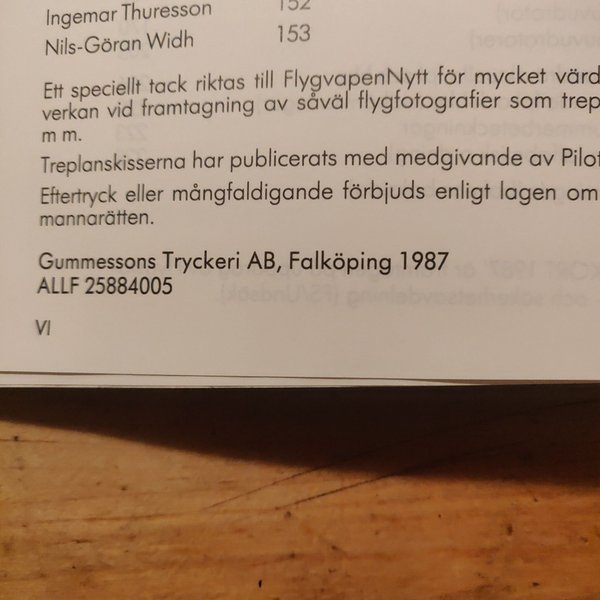 Ingemar Thuresson 152
Nils-Göran Widh 153
Ett speciellt tack riktas till FlygvapenNytt för mycket värd
verkan vid framtagning av såväl flygfotografier som trep
m m.
Treplanskisserna har publicerats med medgivande av Pilot
Eftertryck eller mångfaldigande förbjuds enligt lagen om
mannarätten.
Gummessons Tryckeri AB, Falköping 1987
ALLF 25884005
VI